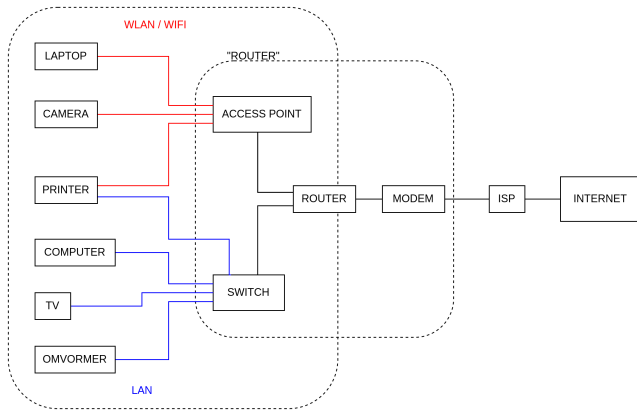 WLAN / WIFI
LAPTOP
"ROUTER"
CAMERA
ACCESS POINT
PRINTER
ROUTER
MODEM
ISP
INTERNET
COMPUTER
SWITCH
TV
OMVORMER
LAN